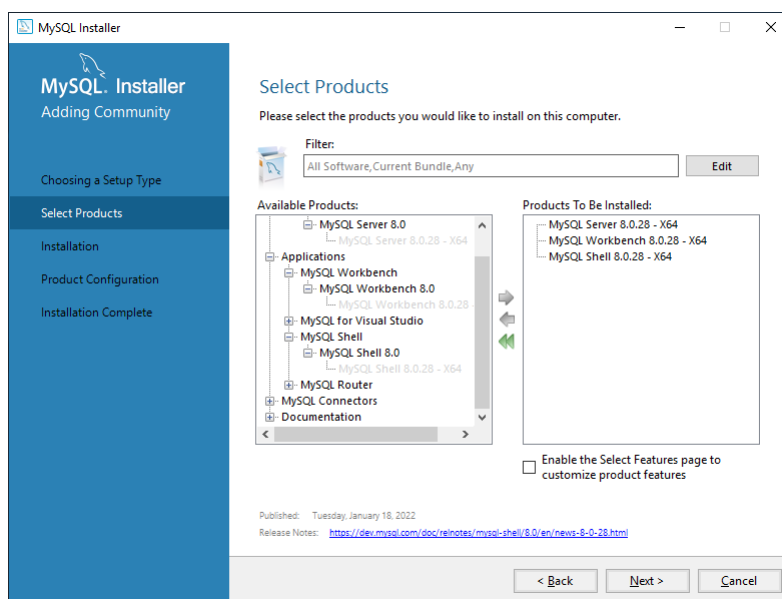 MySQL Installer
MySQL. Installer
Adding Community
Choosing a Setup Type
Select Products
Installation
Product Configuration
Installation Complete
Select Products
Please select the products you would like to install on this computer.
Filter:
All Software,Current Bundle,Any
Edit
Available Products:
MySQL Server 8.0
MySQL Server 8.0.28 - X64
Applications
MySQL Workbench
MySQL Workbench 8.0
MySQL Workbench 8.0.28 -
MySQL for Visual Studio
MySQL Shell
MySQL Shell 8.0
MySQL Shell 8.0.28 - X64
MySQL Router
MySQL Connectors
Documentation
Products To Be Installed:
MySQL Server 8.0.28 - X64
MySQL Workbench 8.0.28 - X64
MySQL Shell 8.0.28 - X64
Enable the Select Features page to
customize product features
Published: Tuesday, January 18, 2022
Release Notes: https://dev.mysql.com/doc/relnotes/mysql-shell/8.0/en/news-8-0-28.html
< Back
Next >
Cancel